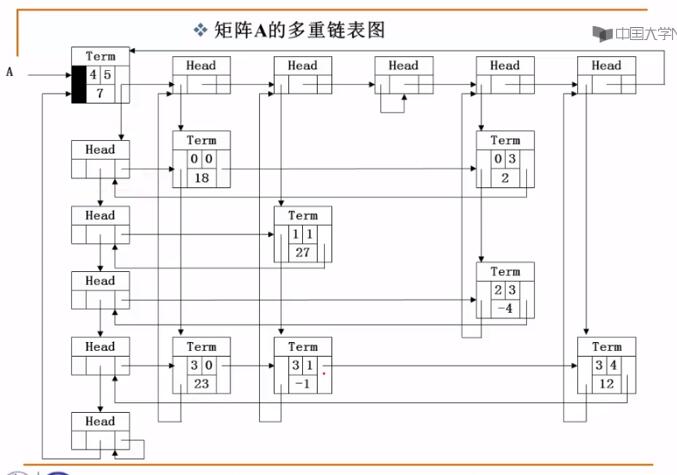 ❖ 矩阵A的多重链表图
中国大学
A
Term
4 5
7
Head
Head
Head
Head
Head
Head
Term
0 0
18
Term
0 3
2
Head
Term
1 1
27
Head
Term
2 3
-4
Head
Term
3 0
23
Term
3 1
-1
Term
3 4
12
Head